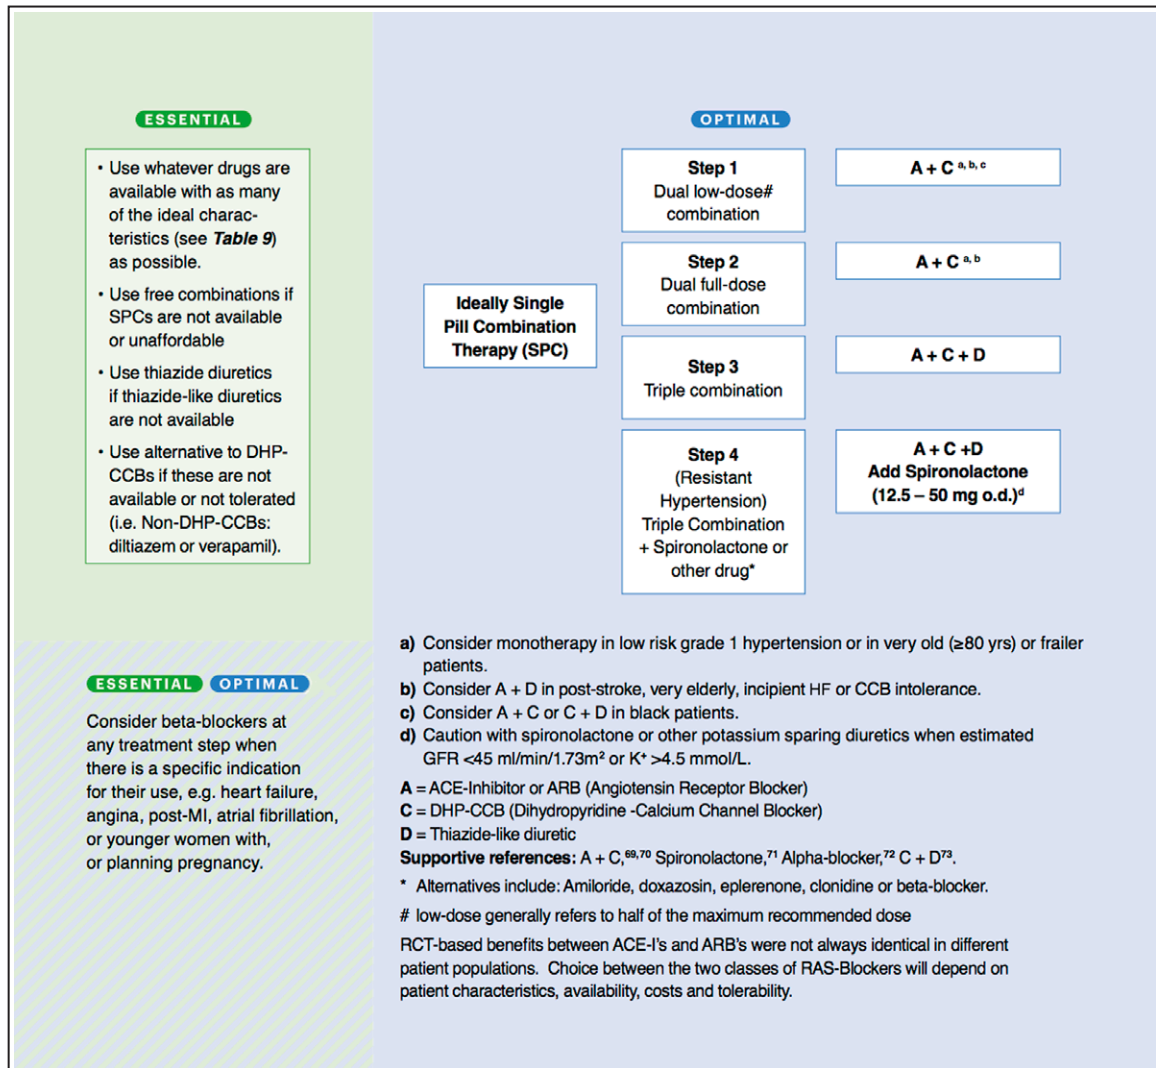 ESSENTIAL
• Use whatever drugs are
available with as many
of the ideal charac-
teristics (see Table 9)
as possible.
• Use free combinations if
SPCs are not available
or unaffordable
• Use thiazide diuretics
if thiazide-like diuretics
are not available
• Use alternative to DHP-
CCBs if these are not
available or not tolerated
(i.e. Non-DHP-CCBs:
diltiazem or verapamil).
OPTIMAL
Ideally Single
Pill Combination
Therapy (SPC)
Step 1
Dual low-dose#
combination
A + C a, b, c
Step 2
Dual full-dose
combination
A + C a, b
Step 3
Triple combination
A + C + D
Step 4
(Resistant
Hypertension)
Triple Combination
+ Spironolactone or
other drug*
A + C +D
Add Spironolactone
(12.5 – 50 mg o.d.)d
ESSENTIAL OPTIMAL
Consider beta-blockers at
any treatment step when
there is a specific indication
for their use, e.g. heart failure,
angina, post-MI, atrial fibrillation,
or younger women with,
or planning pregnancy.
a) Consider monotherapy in low risk grade 1 hypertension or in very old (≥80 yrs) or frailer
patients.
b) Consider A + D in post-stroke, very elderly, incipient HF or CCB intolerance.
c) Consider A + C or C + D in black patients.
d) Caution with spironolactone or other potassium sparing diuretics when estimated
GFR <45 ml/min/1.73m² or K⁺ >4.5 mmol/L.
A = ACE-Inhibitor or ARB (Angiotensin Receptor Blocker)
C = DHP-CCB (Dihydropyridine -Calcium Channel Blocker)
D = Thiazide-like diuretic
Supportive references: A + C,69,70 Spironolactone,71 Alpha-blocker,72 C + D73.
* Alternatives include: Amiloride, doxazosin, eplerenone, clonidine or beta-blocker.
# low-dose generally refers to half of the maximum recommended dose
RCT-based benefits between ACE-I's and ARB's were not always identical in different
patient populations. Choice between the two classes of RAS-Blockers will depend on
patient characteristics, availability, costs and tolerability.